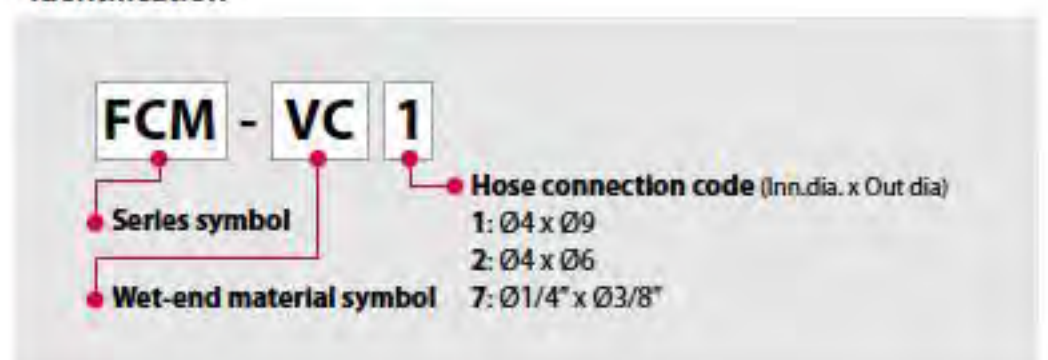 Identification
FCM - VC 1
Hose connection code (Inn.dia. x Out dia)
Series symbol
1: Ø4 x Ø9
2: Ø4 x Ø6
Wet-end material symbol
7: Ø1/4" x Ø3/8"